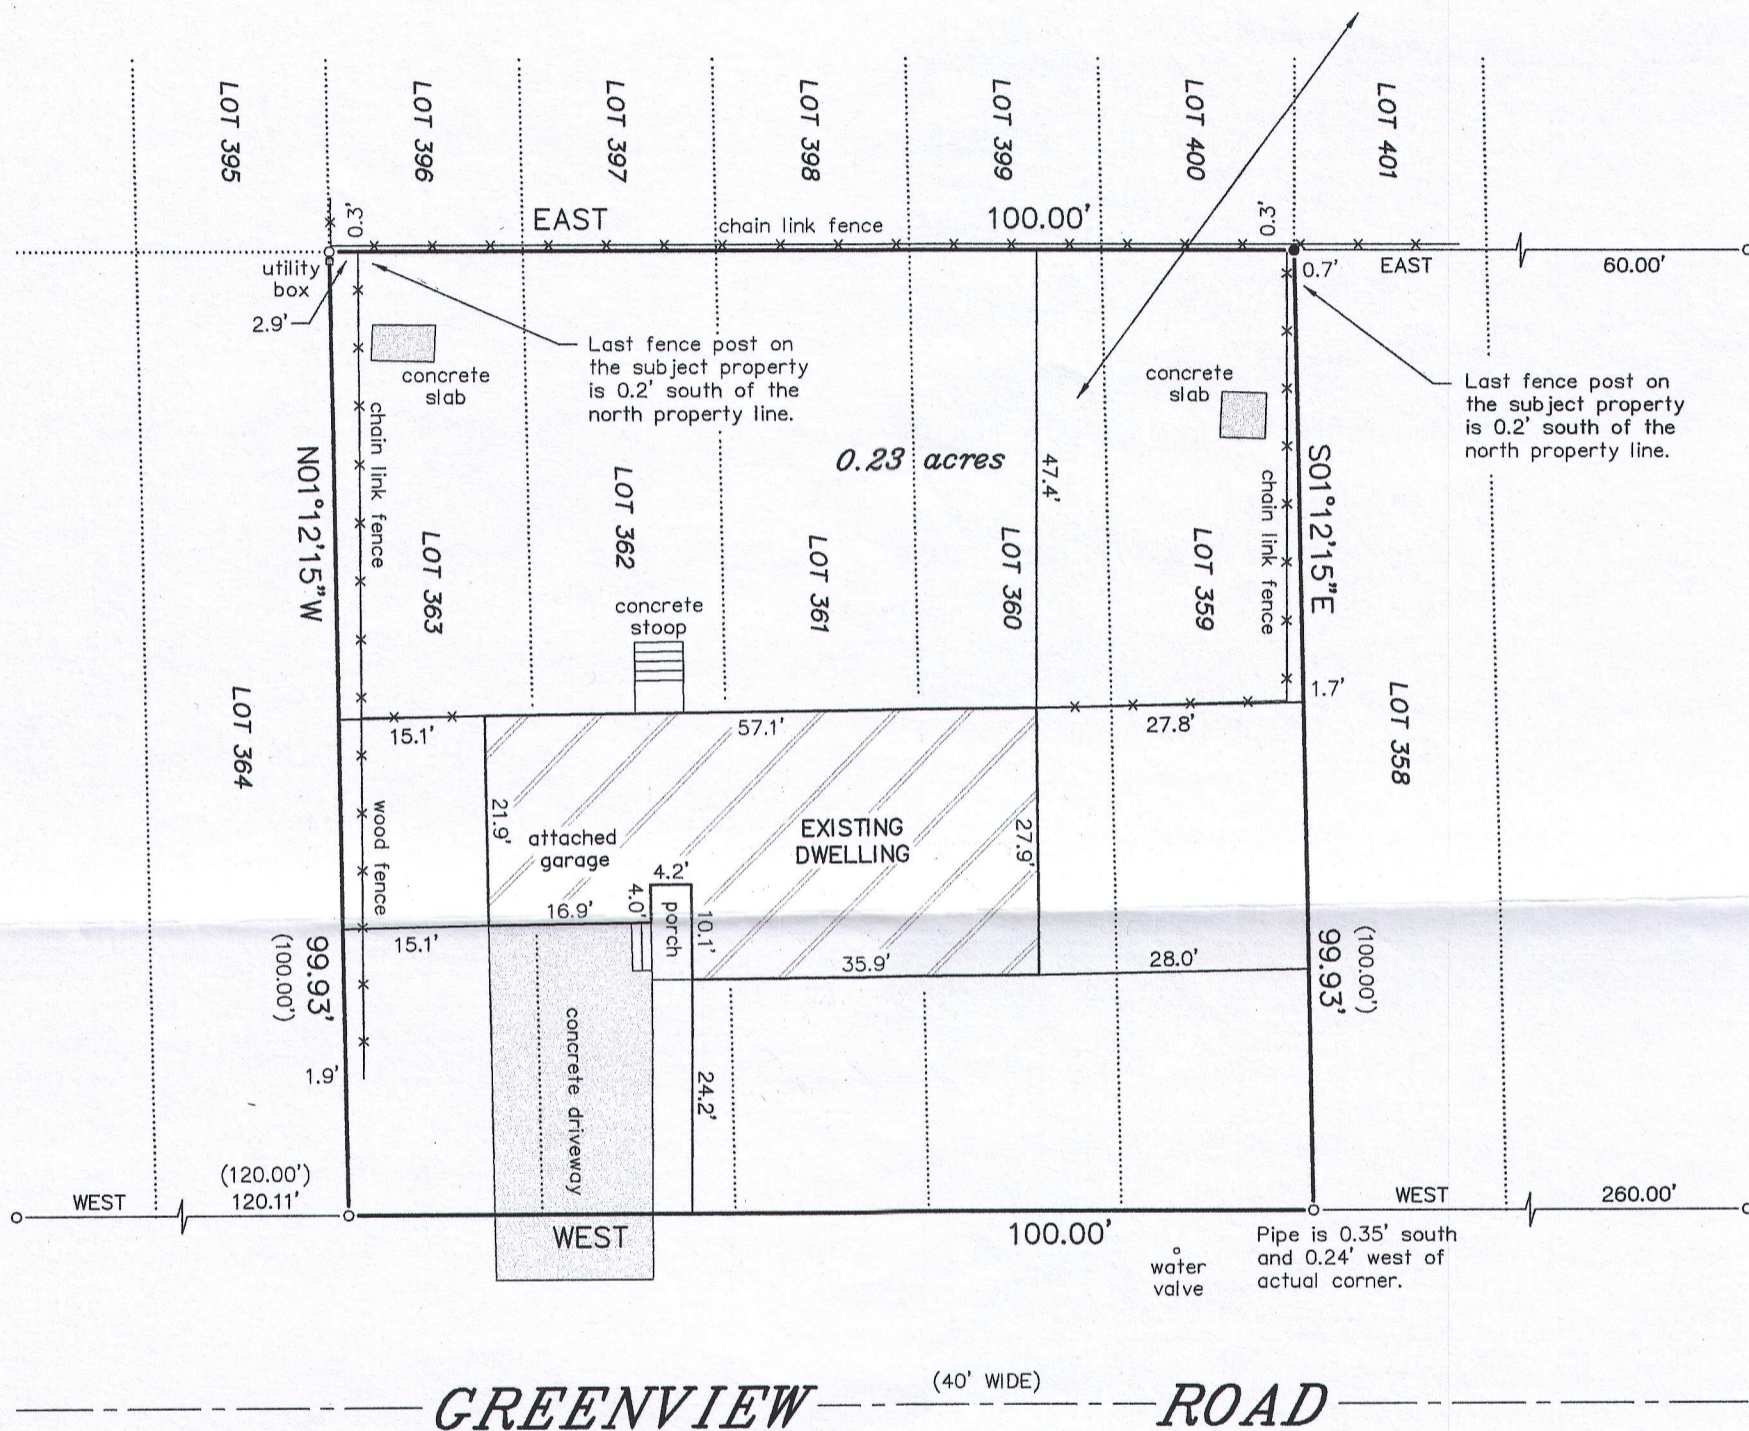 LOT 395
LOT 396
LOT 397
LOT 398
LOT 399
LOT 400
LOT 401
0.3'
EAST
chain link fence
100.00'
0.3'
utility
box
2.9'
0.7'
EAST
60.00'
Last fence post on
the subject property
is 0.2' south of the
north property line.
concrete
slab
concrete
slab
Last fence post on
the subject property
is 0.2' south of the
north property line.
N01°12'15"W
chain link fence
LOT 363
LOT 362
0.23 acres
LOT 361
LOT 360
47.4'
LOT 359
chain link fence
S01°12'15"E
concrete
stoop
LOT 364
15.1'
57.1'
27.8'
1.7'
LOT 358
wood fence
21.9'
attached
garage
EXISTING
DWELLING
27.9'
4.2'
4.0'
porch
10.1'
16.9'
15.1'
35.9'
28.0'
(100.00')
99.93'
99.93'
(100.00')
1.9'
concrete driveway
24.2'
(120.00')
WEST
120.11'
WEST
100.00'
WEST
260.00'
water
valve
Pipe is 0.35' south
and 0.24' west of
actual corner.
(40' WIDE)
GREENVIEW ROAD